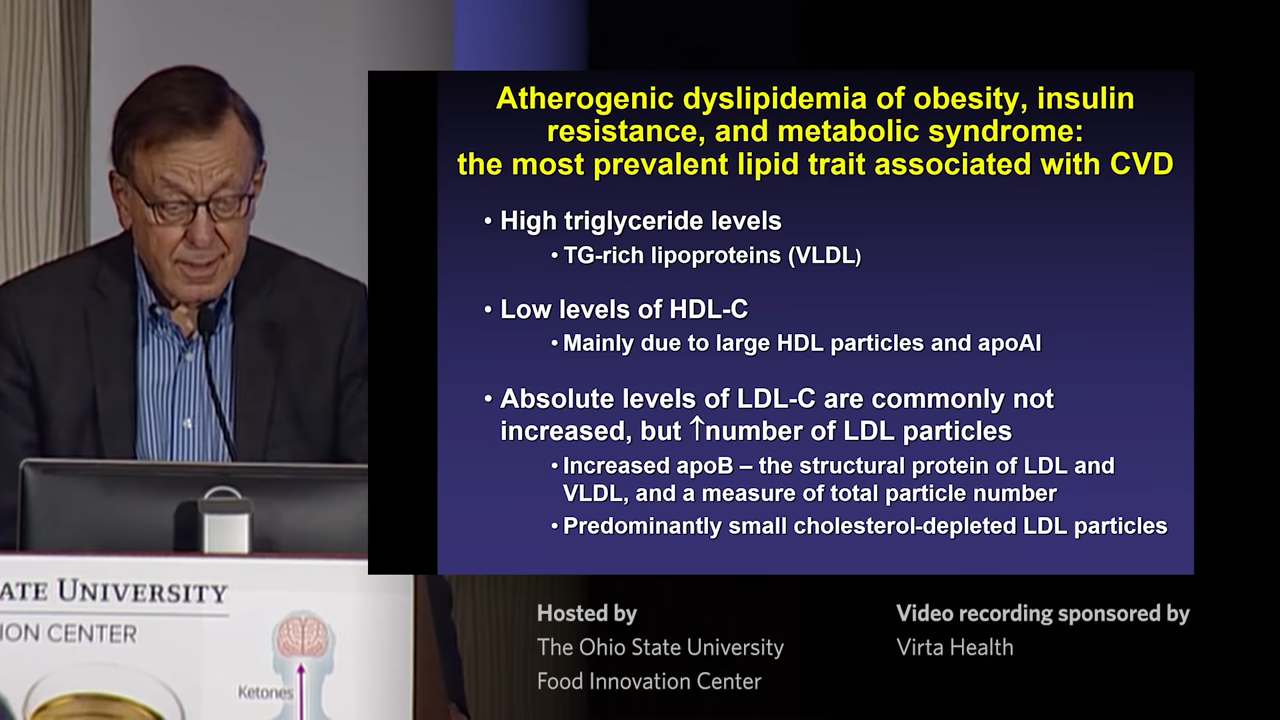 Atherogenic dyslipidemia of obesity, insulin
resistance, and metabolic syndrome:
the most prevalent lipid trait associated with CVD
• High triglyceride levels
• TG-rich lipoproteins (VLDL)
• Low levels of HDL-C
• Mainly due to large HDL particles and apoAI
• Absolute levels of LDL-C are commonly not
increased, but ↑number of LDL particles
• Increased apoB – the structural protein of LDL and
VLDL, and a measure of total particle number
• Predominantly small cholesterol-depleted LDL particles
ATE UNIVERSITY
ION CENTER
Ketones
Hosted by
The Ohio State University
Food Innovation Center
Video recording sponsored by
Virta Health